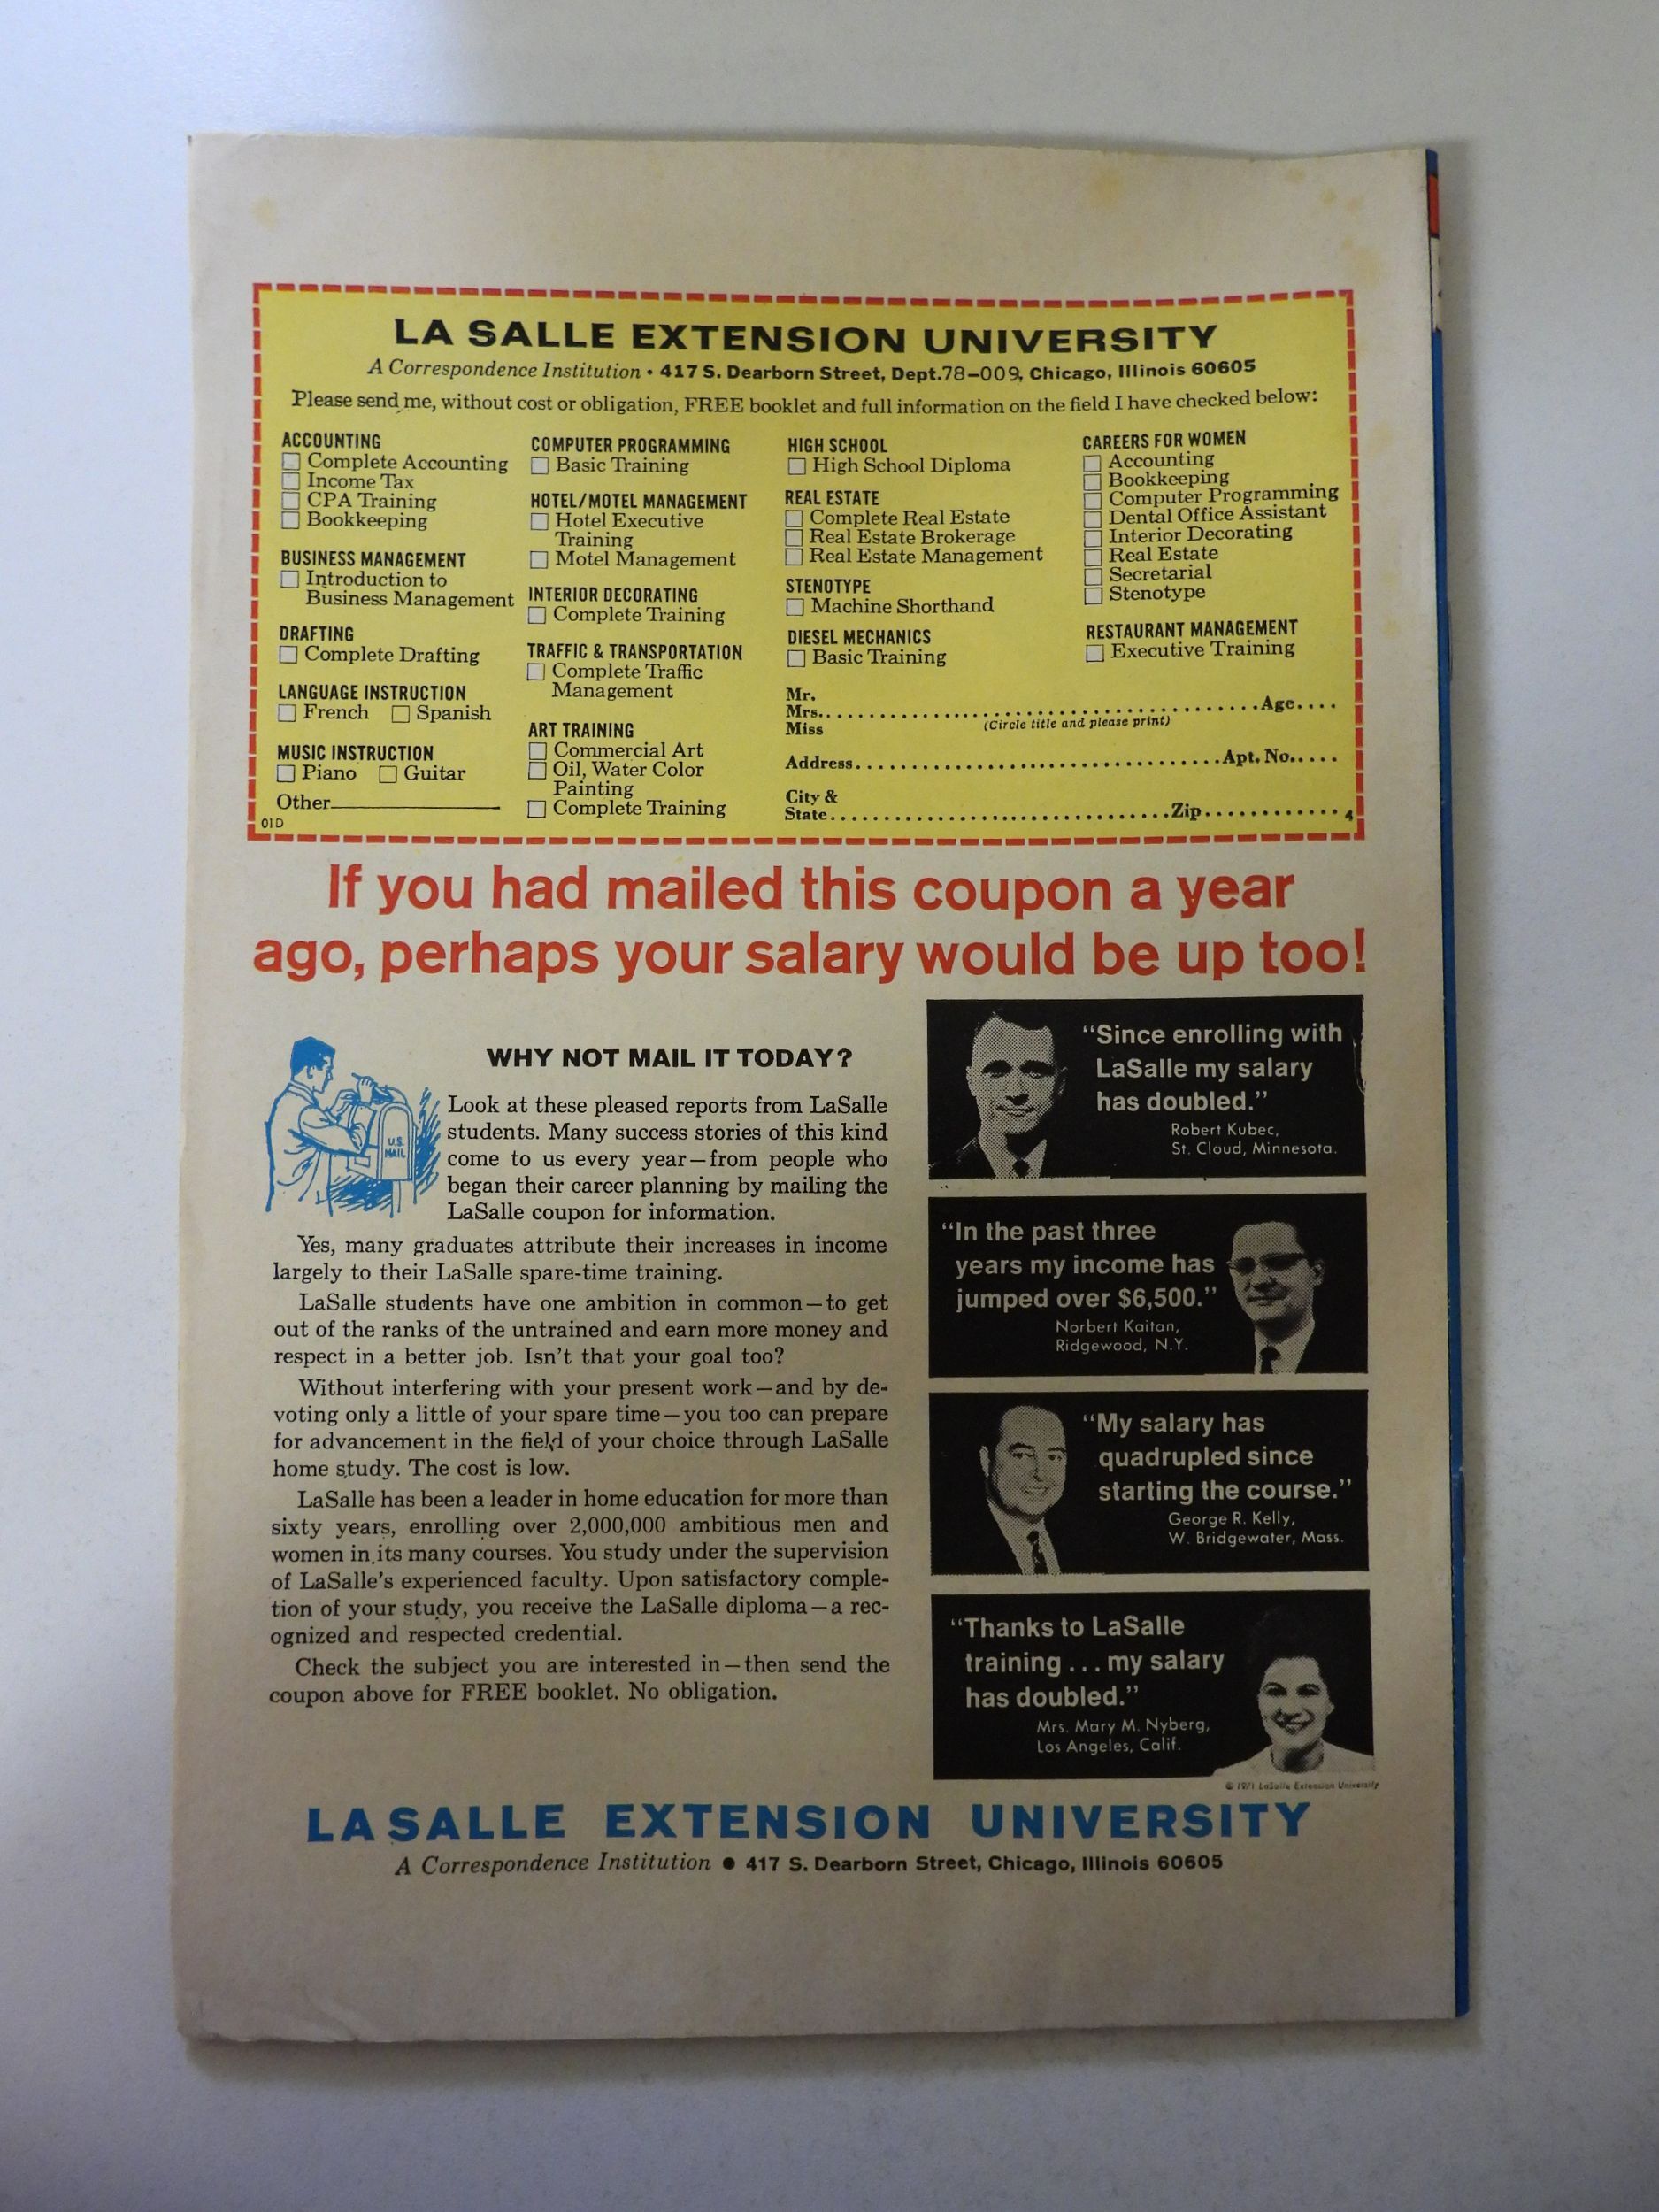 LA SALLE EXTENSION UNIVERSITY
A Correspondence Institution • 417 S. Dearborn Street, Dept.78-009, Chicago, Illinois 60605
Please send me, without cost or obligation, FREE booklet and full information on the field I have checked below:
ACCOUNTING
Complete Accounting
Income Tax
CPA Training
Bookkeeping
BUSINESS MANAGEMENT
Introduction to
Business Management
DRAFTING
Complete Drafting
LANGUAGE INSTRUCTION
French Spanish
MUSIC INSTRUCTION
Piano Guitar
Other
01D
COMPUTER PROGRAMMING
Basic Training
HOTEL/MOTEL MANAGEMENT
Hotel Executive
Training
Motel Management
INTERIOR DECORATING
Complete Training
TRAFFIC & TRANSPORTATION
Complete Traffic
Management
ART TRAINING
Commercial Art
Oil, Water Color
Painting
Complete Training
HIGH SCHOOL
High School Diploma
REAL ESTATE
Complete Real Estate
Real Estate Brokerage
Real Estate Management
STENOTYPE
Machine Shorthand
DIESEL MECHANICS
Basic Training
CAREERS FOR WOMEN
Accounting
Bookkeeping
Computer Programming
Dental Office Assistant
Interior Decorating
Real Estate
Secretarial
Stenotype
RESTAURANT MANAGEMENT
Executive Training
Mr.
Mrs. Age
Miss (Circle title and please print)
Address Apt. No.
City &
State Zip 4
If you had mailed this coupon a year
ago, perhaps your salary would be up too!
U.S.
MAIL
WHY NOT MAIL IT TODAY?
Look at these pleased reports from LaSalle
students. Many success stories of this kind
come to us every year—from people who
began their career planning by mailing the
LaSalle coupon for information.
Yes, many graduates attribute their increases in income
largely to their LaSalle spare-time training.
LaSalle students have one ambition in common—to get
out of the ranks of the untrained and earn more money and
respect in a better job. Isn't that your goal too?
Without interfering with your present work—and by de-
voting only a little of your spare time—you too can prepare
for advancement in the field of your choice through LaSalle
home study. The cost is low.
LaSalle has been a leader in home education for more than
sixty years, enrolling over 2,000,000 ambitious men and
women in its many courses. You study under the supervision
of LaSalle's experienced faculty. Upon satisfactory comple-
tion of your study, you receive the LaSalle diploma—a rec-
ognized and respected credential.
Check the subject you are interested in—then send the
coupon above for FREE booklet. No obligation.
"Since enrolling with
LaSalle my salary
has doubled."
Robert Kubec,
St. Cloud, Minnesota.
"In the past three
years my income has
jumped over $6,500."
Norbert Kaitan,
Ridgewood, N.Y.
"My salary has
quadrupled since
starting the course."
George R. Kelly,
W. Bridgewater, Mass.
"Thanks to LaSalle
training ... my salary
has doubled."
Mrs. Mary M. Nyberg,
Los Angeles, Calif.
© 1971 LaSalle Extension University
LASALLE EXTENSION UNIVERSITY
A Correspondence Institution • 417 S. Dearborn Street, Chicago, Illinois 60605